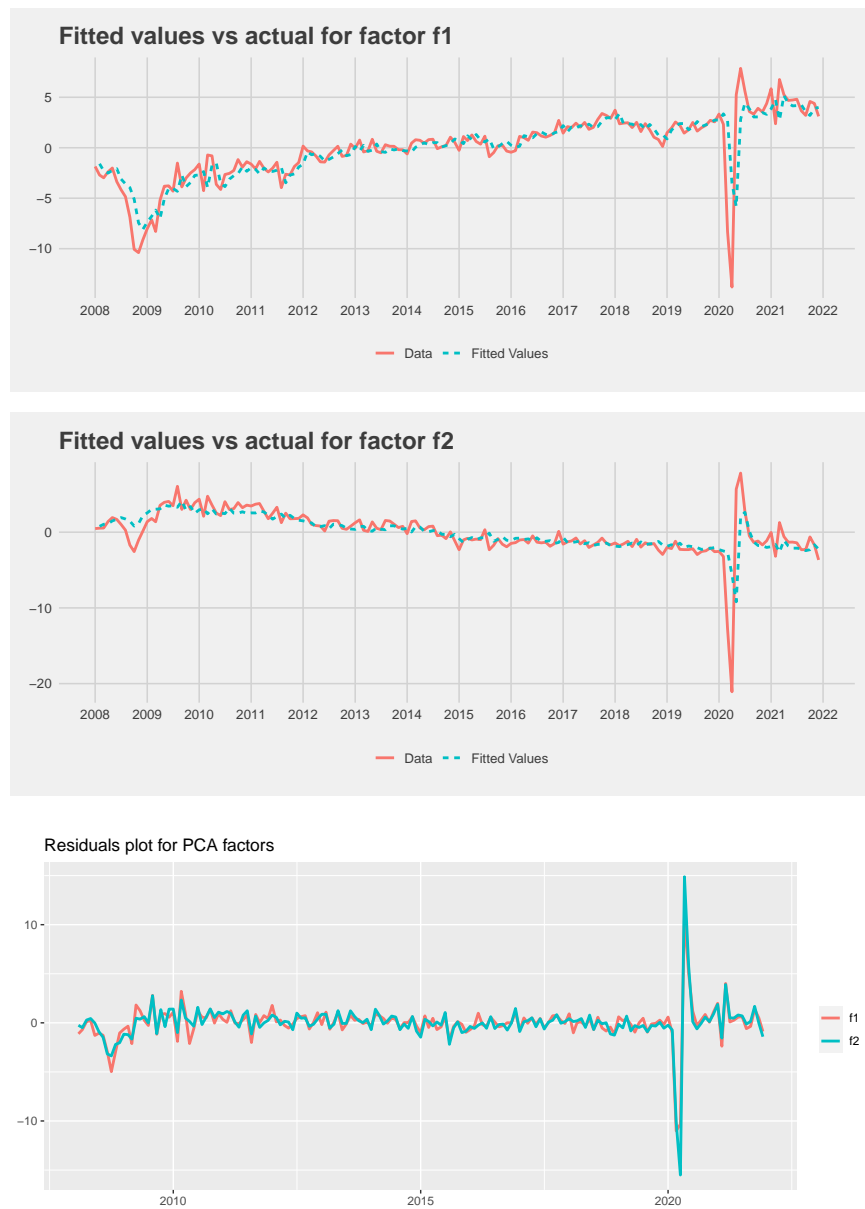 Fitted values vs actual for factor f1
5
0
−5
−10
2008 2009 2010 2011 2012 2013 2014 2015 2016 2017 2018 2019 2020 2021 2022
Data Fitted Values
Fitted values vs actual for factor f2
0
−10
−20
2008 2009 2010 2011 2012 2013 2014 2015 2016 2017 2018 2019 2020 2021 2022
Data Fitted Values
Residuals plot for PCA factors
10
0
−10
f1
f2
2010 2015 2020